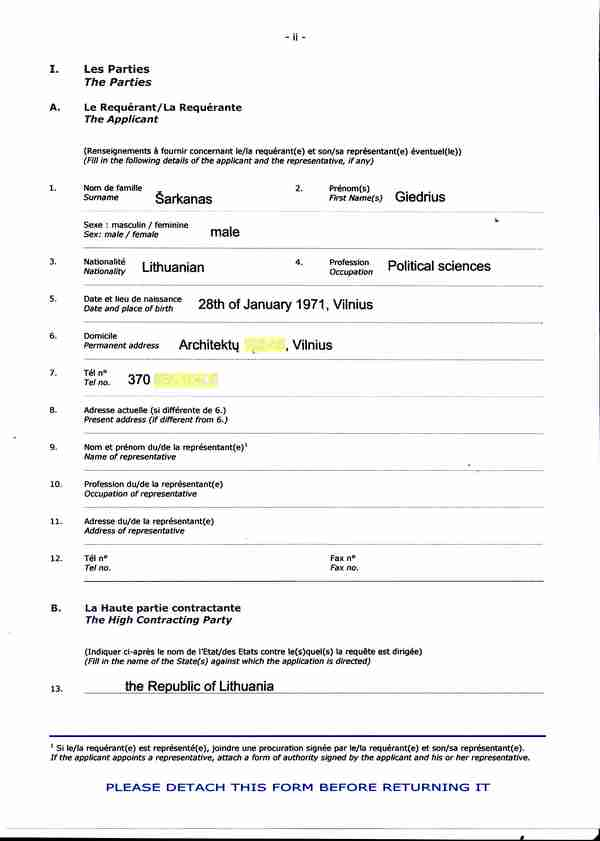 - ii -
I. Les Parties
The Parties
A. Le Requérant/La Requérante
The Applicant
(Renseignements à fournir concernant le/la requérant(e) et son/sa représentant(e) éventuel(le))
(Fill in the following details of the applicant and the representative, if any)
1. Nom de famille Šarkanas 2. Prénom(s) Giedrius
Surname First Name(s)
Sexe : masculin / feminine male
Sex: male / female
3. Nationalité Lithuanian 4. Profession Political sciences
Nationality Occupation
5. Date et lieu de naissance 28th of January 1971, Vilnius
Date and place of birth
6. Domicile
Permanent address Architektų , Vilnius
7. Tél n°
Tel no. 370
8. Adresse actuelle (si différente de 6.)
Present address (if different from 6.)
9. Nom et prénom du/de la représentant(e)1
Name of representative
10. Profession du/de la représentant(e)
Occupation of representative
11. Adresse du/de la représentant(e)
Address of representative
12. Tél n° Fax n°
Tel no. Fax no.
B. La Haute partie contractante
The High Contracting Party
(Indiquer ci-après le nom de l'Etat/des Etats contre le(s)quel(s) la requête est dirigée)
(Fill in the name of the State(s) against which the application is directed)
13. the Republic of Lithuania
1 Si le/la requérant(e) est représenté(e), joindre une procuration signée par le/la requérant(e) et son/sa représentant(e).
If the applicant appoints a representative, attach a form of authority signed by the applicant and his or her representative.
PLEASE DETACH THIS FORM BEFORE RETURNING IT